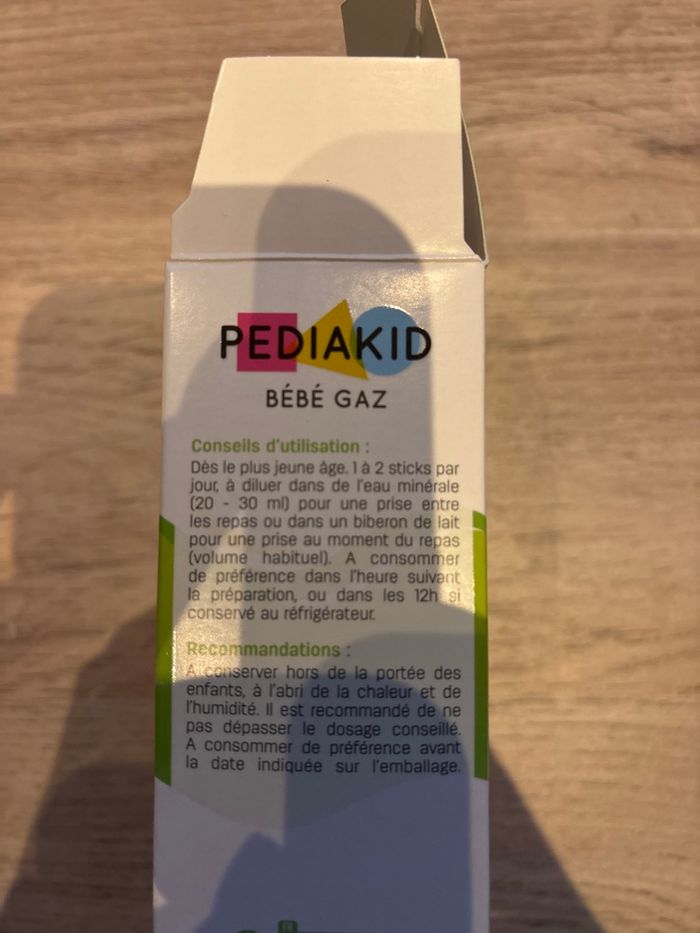 PEDIAKID
BÉBÉ GAZ
Conseils d'utilisation :
Dès le plus jeune âge. 1 à 2 sticks par
jour, à diluer dans de l'eau minérale
(20 - 30 ml) pour une prise entre
les repas ou dans un biberon de lait
pour une prise au moment du repas
(volume habituel). A consommer
de préférence dans l'heure suivant
la préparation, ou dans les 12h si
conservé au réfrigérateur.
Recommandations :
A conserver hors de la portée des
enfants, à l'abri de la chaleur et de
l'humidité. Il est recommandé de ne
pas dépasser le dosage conseillé.
A consommer de préférence avant
la date indiquée sur l'emballage.